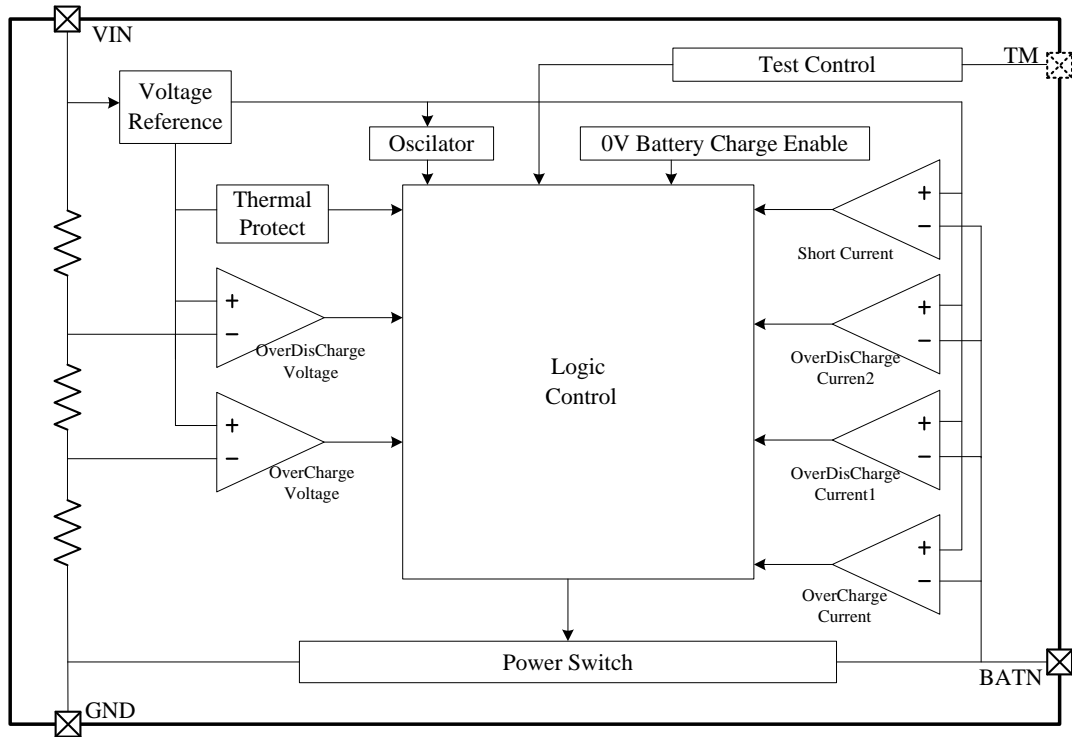 VIN
TM
Test Control
Voltage
Reference
Oscilator
0V Battery Charge Enable
Thermal
Protect
+
−
Short Current
+
−
OverDisCharge
Voltage
+
−
OverDisCharge
Curren2
Logic
Control
+
−
OverCharge
Voltage
+
−
OverDisCharge
Current1
+
−
OverCharge
Current
Power Switch
BATN
GND